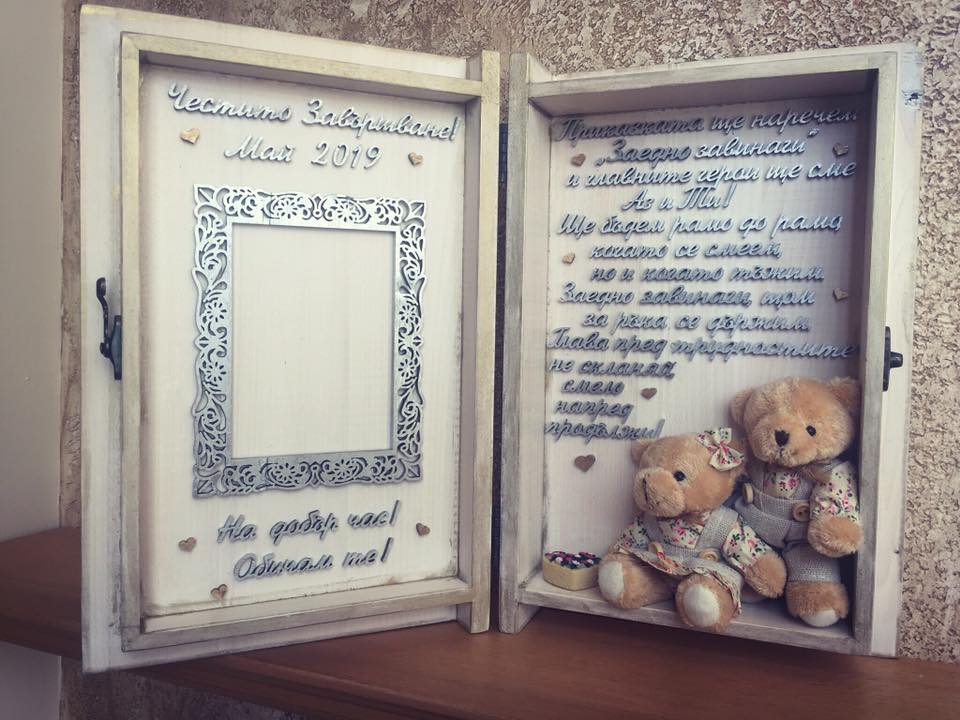 Честито Завършване!
Май 2019
На добър час!
Обичам те!
Приказката ще наречем
„Заедно завинаги"
и главните герои ще сме
Аз и Ти!
Ще бъдем рамо до рамо,
когато се смеем,
но и когато тъжим.
Заедно завинаги, щом
за ръка се държим.
Глава пред трудностите
не скланяй,
смело
напред
продължи!